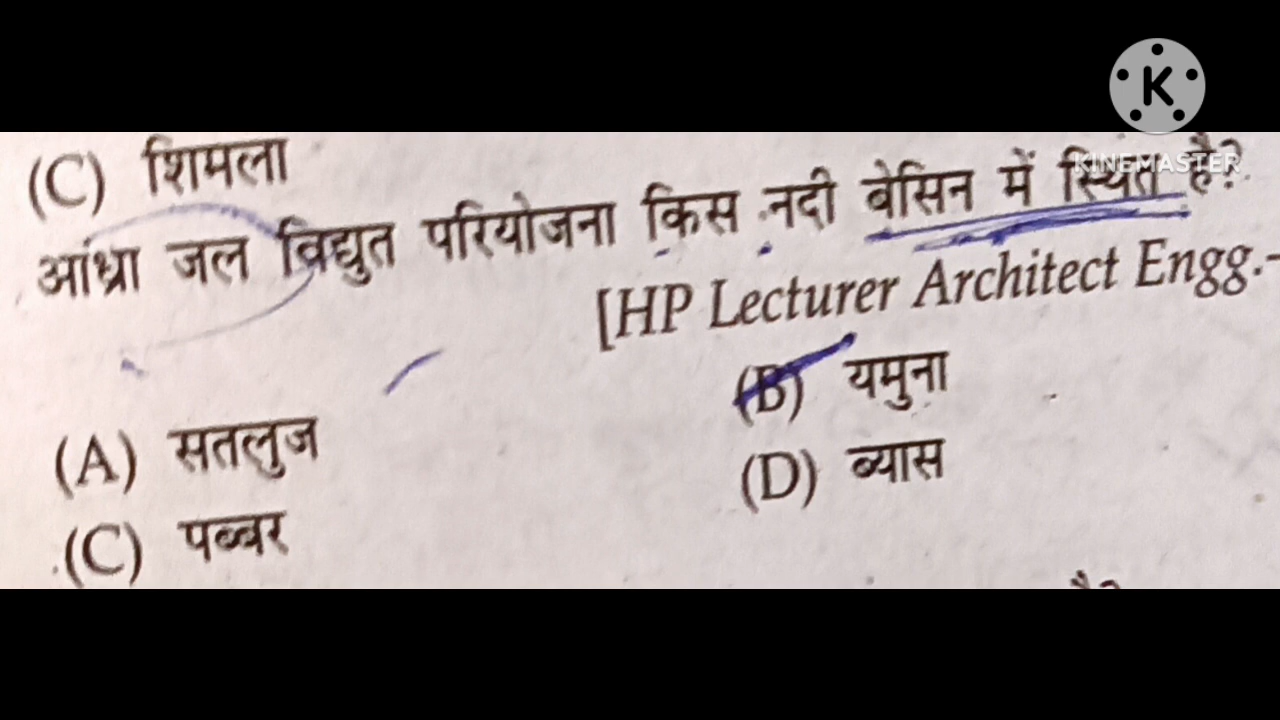 K
KINEMASTER
(C) शिमला
आंध्रा जल विद्युत परियोजना किस नदी बेसिन में स्थित है?
[HP Lecturer Architect Engg.-
(A) सतलुज (B) यमुना
(C) पब्बर (D) व्यास